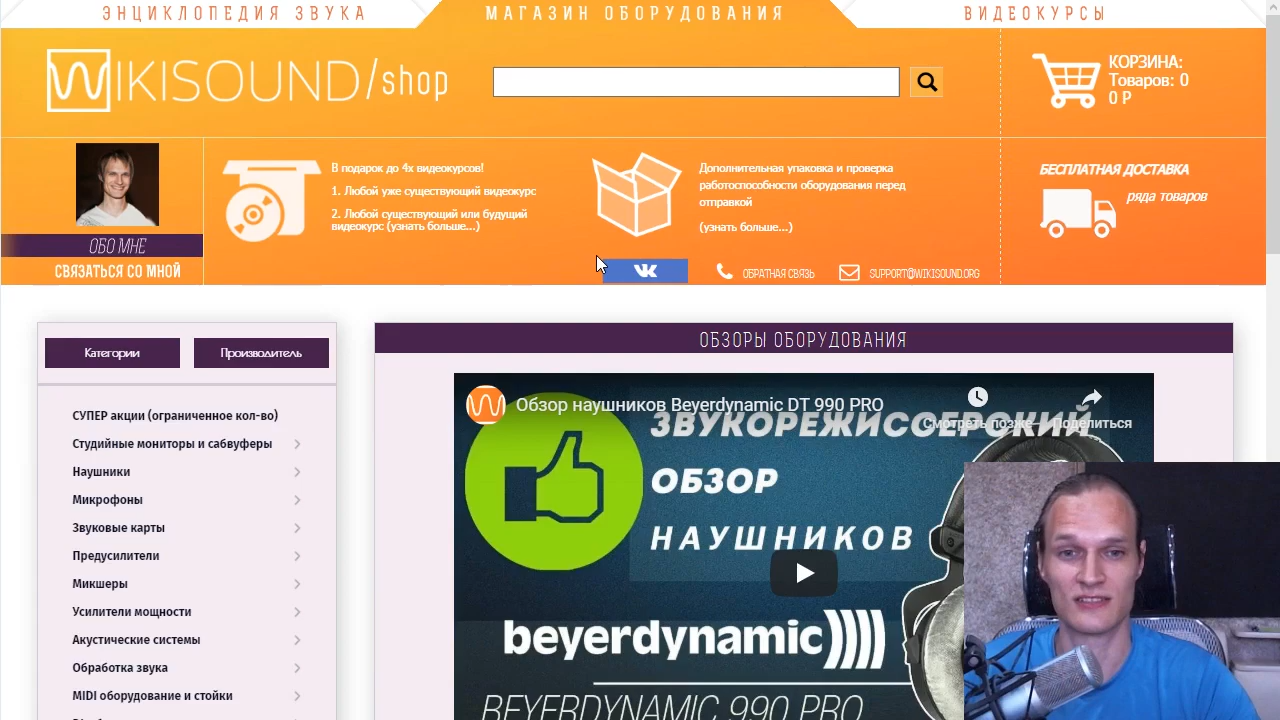 ЭНЦИКЛОПЕДИЯ ЗВУКА
МАГАЗИН ОБОРУДОВАНИЯ
ВИДЕОКУРСЫ
WIKISOUND/shop
КОРЗИНА:
Товаров: 0
0 Р
ОБО МНЕ
СВЯЗАТЬСЯ СО МНОЙ
В подарок до 4х видеокурсов!
1. Любой уже существующий видеокурс
2. Любой существующий или будущий
видеокурс (узнать больше...)
Дополнительная упаковка и проверка
работоспособности оборудования перед
отправкой
(узнать больше...)
БЕСПЛАТНАЯ ДОСТАВКА
ряда товаров
VK
ОБРАТНАЯ СВЯЗЬ
SUPPORT@WIKISOUND.ORG
Категории
Производитель
СУПЕР акции (ограниченное кол-во)
Студийные мониторы и сабвуферы
Наушники
Микрофоны
Звуковые карты
Предусилители
Микшеры
Усилители мощности
Акустические системы
Обработка звука
MIDI оборудование и стойки
ОБЗОРЫ ОБОРУДОВАНИЯ
Обзор наушников Beyerdynamic DT 990 PRO
Смотреть позже
Поделиться
ЗВУКОРЕЖИССЕРСКИЙ
ОБЗОР
НАУШНИКОВ
beyerdynamic
BEYERDYNAMIC 990 PRO